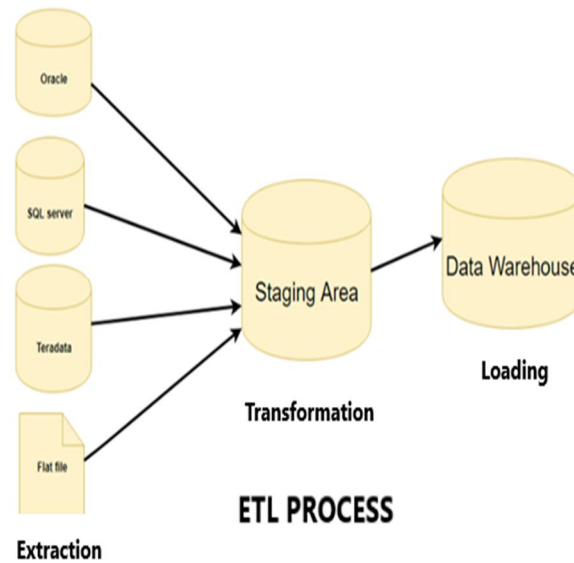 Oracle
SQL server
Teradata
Flat file
Extraction
Staging Area
Transformation
Data Warehouse
Loading
ETL PROCESS